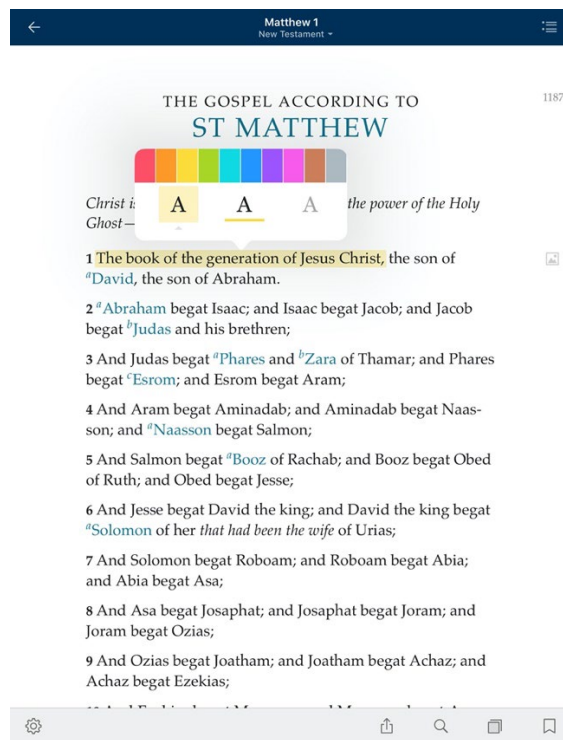 Matthew 1
New Testament
1187
THE GOSPEL ACCORDING TO
ST MATTHEW
A A A
Christ is the power of the Holy
Ghost—
1 The book of the generation of Jesus Christ, the son of
aDavid, the son of Abraham.
2 aAbraham begat Isaac; and Isaac begat Jacob; and Jacob
begat bJudas and his brethren;
3 And Judas begat aPhares and bZara of Thamar; and Phares
begat cEsrom; and Esrom begat Aram;
4 And Aram begat Aminadab; and Aminadab begat Naas-
son; and aNaasson begat Salmon;
5 And Salmon begat aBooz of Rachab; and Booz begat Obed
of Ruth; and Obed begat Jesse;
6 And Jesse begat David the king; and David the king begat
aSolomon of her that had been the wife of Urias;
7 And Solomon begat Roboam; and Roboam begat Abia;
and Abia begat Asa;
8 And Asa begat Josaphat; and Josaphat begat Joram; and
Joram begat Ozias;
9 And Ozias begat Joatham; and Joatham begat Achaz; and
Achaz begat Ezekias;